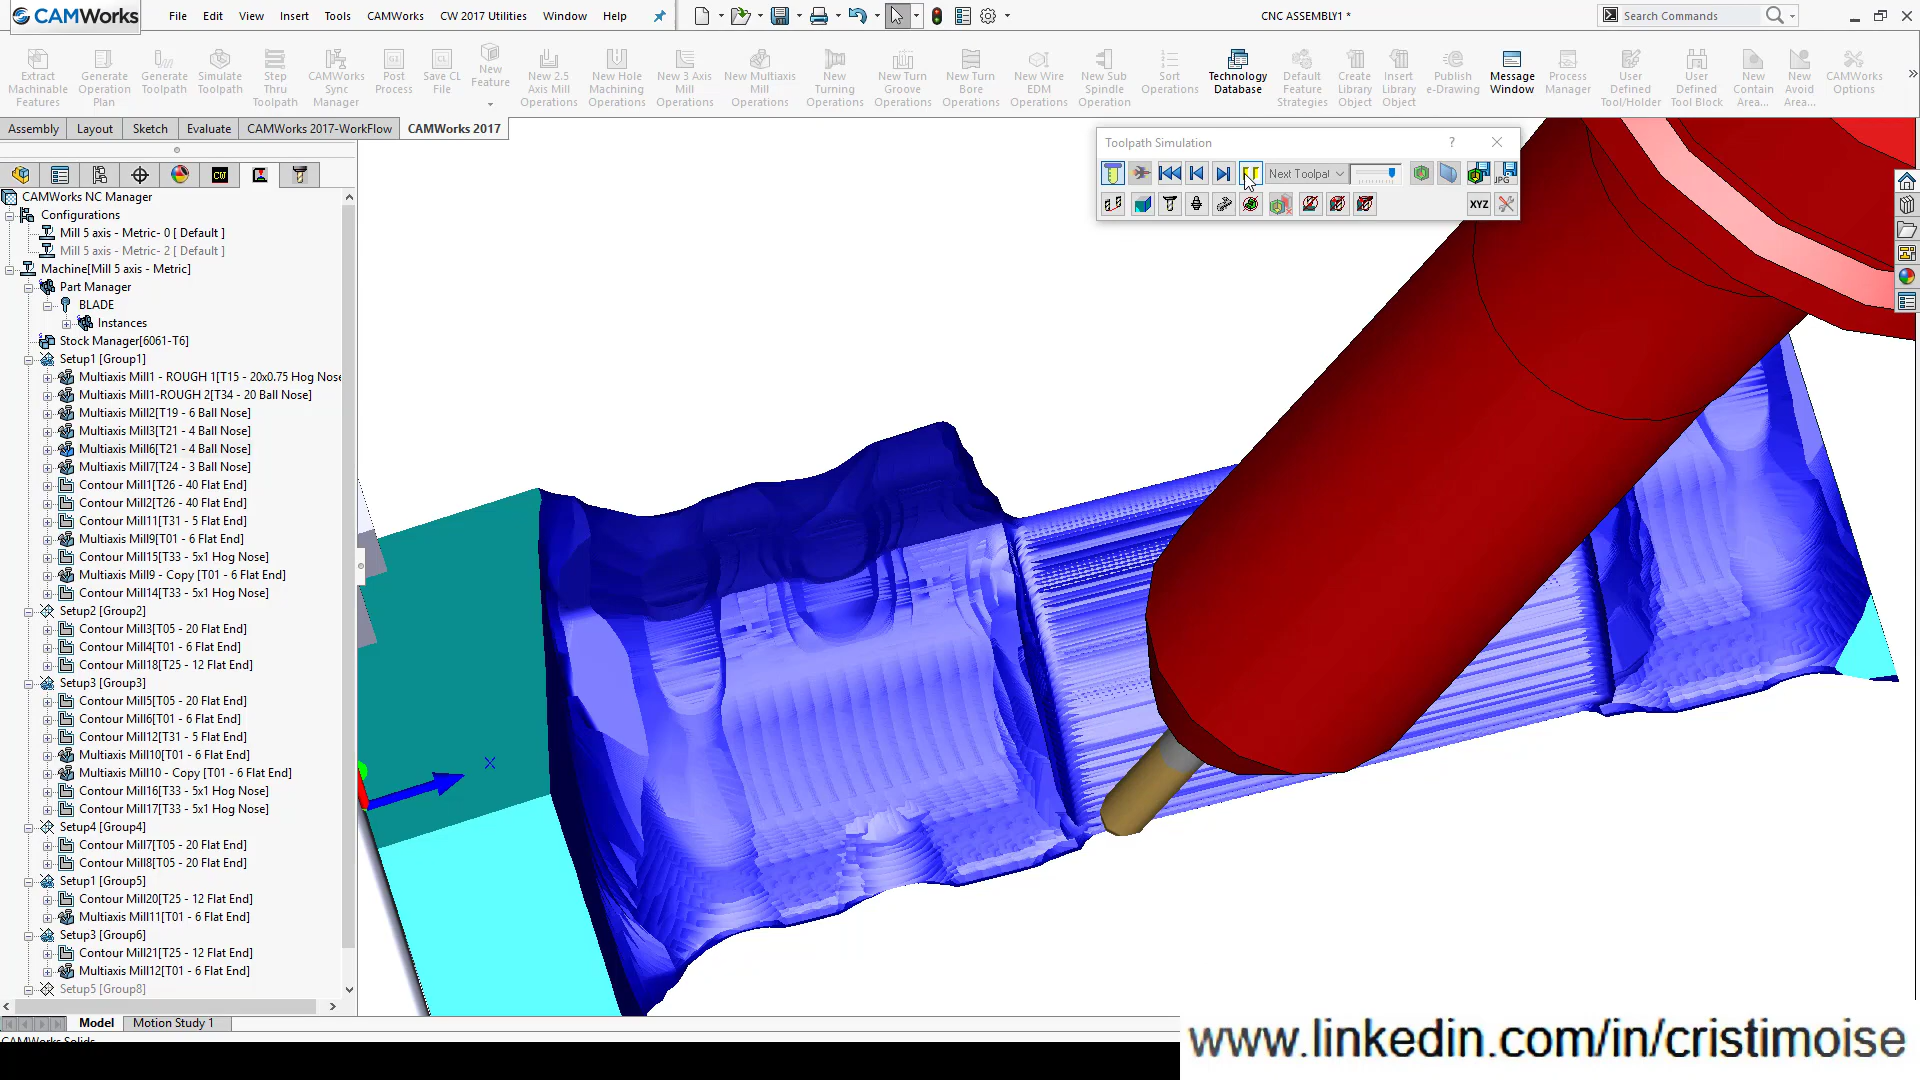 CAMWorks File Edit View Insert Tools CAMWorks CW 2017 Utilities Window Help CNC ASSEMBLY1 * Search Commands
Extract Machinable Features
Generate Operation Plan
Generate Toolpath
Simulate Toolpath
Step Thru Toolpath
CAMWorks Sync Manager
Post Process
Save CL File
New Feature
New 2.5 Axis Mill Operations
New Hole Machining Operations
New 3 Axis Mill Operations
New Multiaxis Mill Operations
New Turning Operations
New Turn Groove Operations
New Turn Bore Operations
New Wire EDM Operations
New Sub Spindle Operation
Sort Operations
Technology Database
Default Feature Strategies
Create Library Object
Insert Library Object
Publish e-Drawing
Message Window
Process Manager
User Defined Tool/Holder
User Defined Tool Block
New Contain Area...
New Avoid Area...
CAMWorks Options
Assembly Layout Sketch Evaluate CAMWorks 2017-WorkFlow CAMWorks 2017
Toolpath Simulation ?
Next Toolpal
JPG
XYZ
CW
CAMWorks NC Manager
Configurations
Mill 5 axis - Metric- 0 [ Default ]
Mill 5 axis - Metric- 2 [ Default ]
Machine[Mill 5 axis - Metric]
Part Manager
BLADE
Instances
Stock Manager[6061-T6]
Setup1 [Group1]
Multiaxis Mill1 - ROUGH 1[T15 - 20x0.75 Hog Nose
Multiaxis Mill1-ROUGH 2[T34 - 20 Ball Nose]
Multiaxis Mill2[T19 - 6 Ball Nose]
Multiaxis Mill3[T21 - 4 Ball Nose]
Multiaxis Mill6[T21 - 4 Ball Nose]
Multiaxis Mill7[T24 - 3 Ball Nose]
Contour Mill1[T26 - 40 Flat End]
Contour Mill2[T26 - 40 Flat End]
Contour Mill11[T31 - 5 Flat End]
Multiaxis Mill9[T01 - 6 Flat End]
Contour Mill15[T33 - 5x1 Hog Nose]
Multiaxis Mill9 - Copy [T01 - 6 Flat End]
Contour Mill14[T33 - 5x1 Hog Nose]
Setup2 [Group2]
Contour Mill3[T05 - 20 Flat End]
Contour Mill4[T01 - 6 Flat End]
Contour Mill18[T25 - 12 Flat End]
Setup3 [Group3]
Contour Mill5[T05 - 20 Flat End]
Contour Mill6[T01 - 6 Flat End]
Contour Mill12[T31 - 5 Flat End]
Multiaxis Mill10[T01 - 6 Flat End]
Multiaxis Mill10 - Copy [T01 - 6 Flat End]
Contour Mill16[T33 - 5x1 Hog Nose]
Contour Mill17[T33 - 5x1 Hog Nose]
Setup4 [Group4]
Contour Mill7[T05 - 20 Flat End]
Contour Mill8[T05 - 20 Flat End]
Setup1 [Group5]
Contour Mill20[T25 - 12 Flat End]
Multiaxis Mill11[T01 - 6 Flat End]
Setup3 [Group6]
Contour Mill21[T25 - 12 Flat End]
Multiaxis Mill12[T01 - 6 Flat End]
Setup5 [Group8]
X
Model Motion Study 1
CAMWorks Solids
www.linkedin.com/in/cristimoise